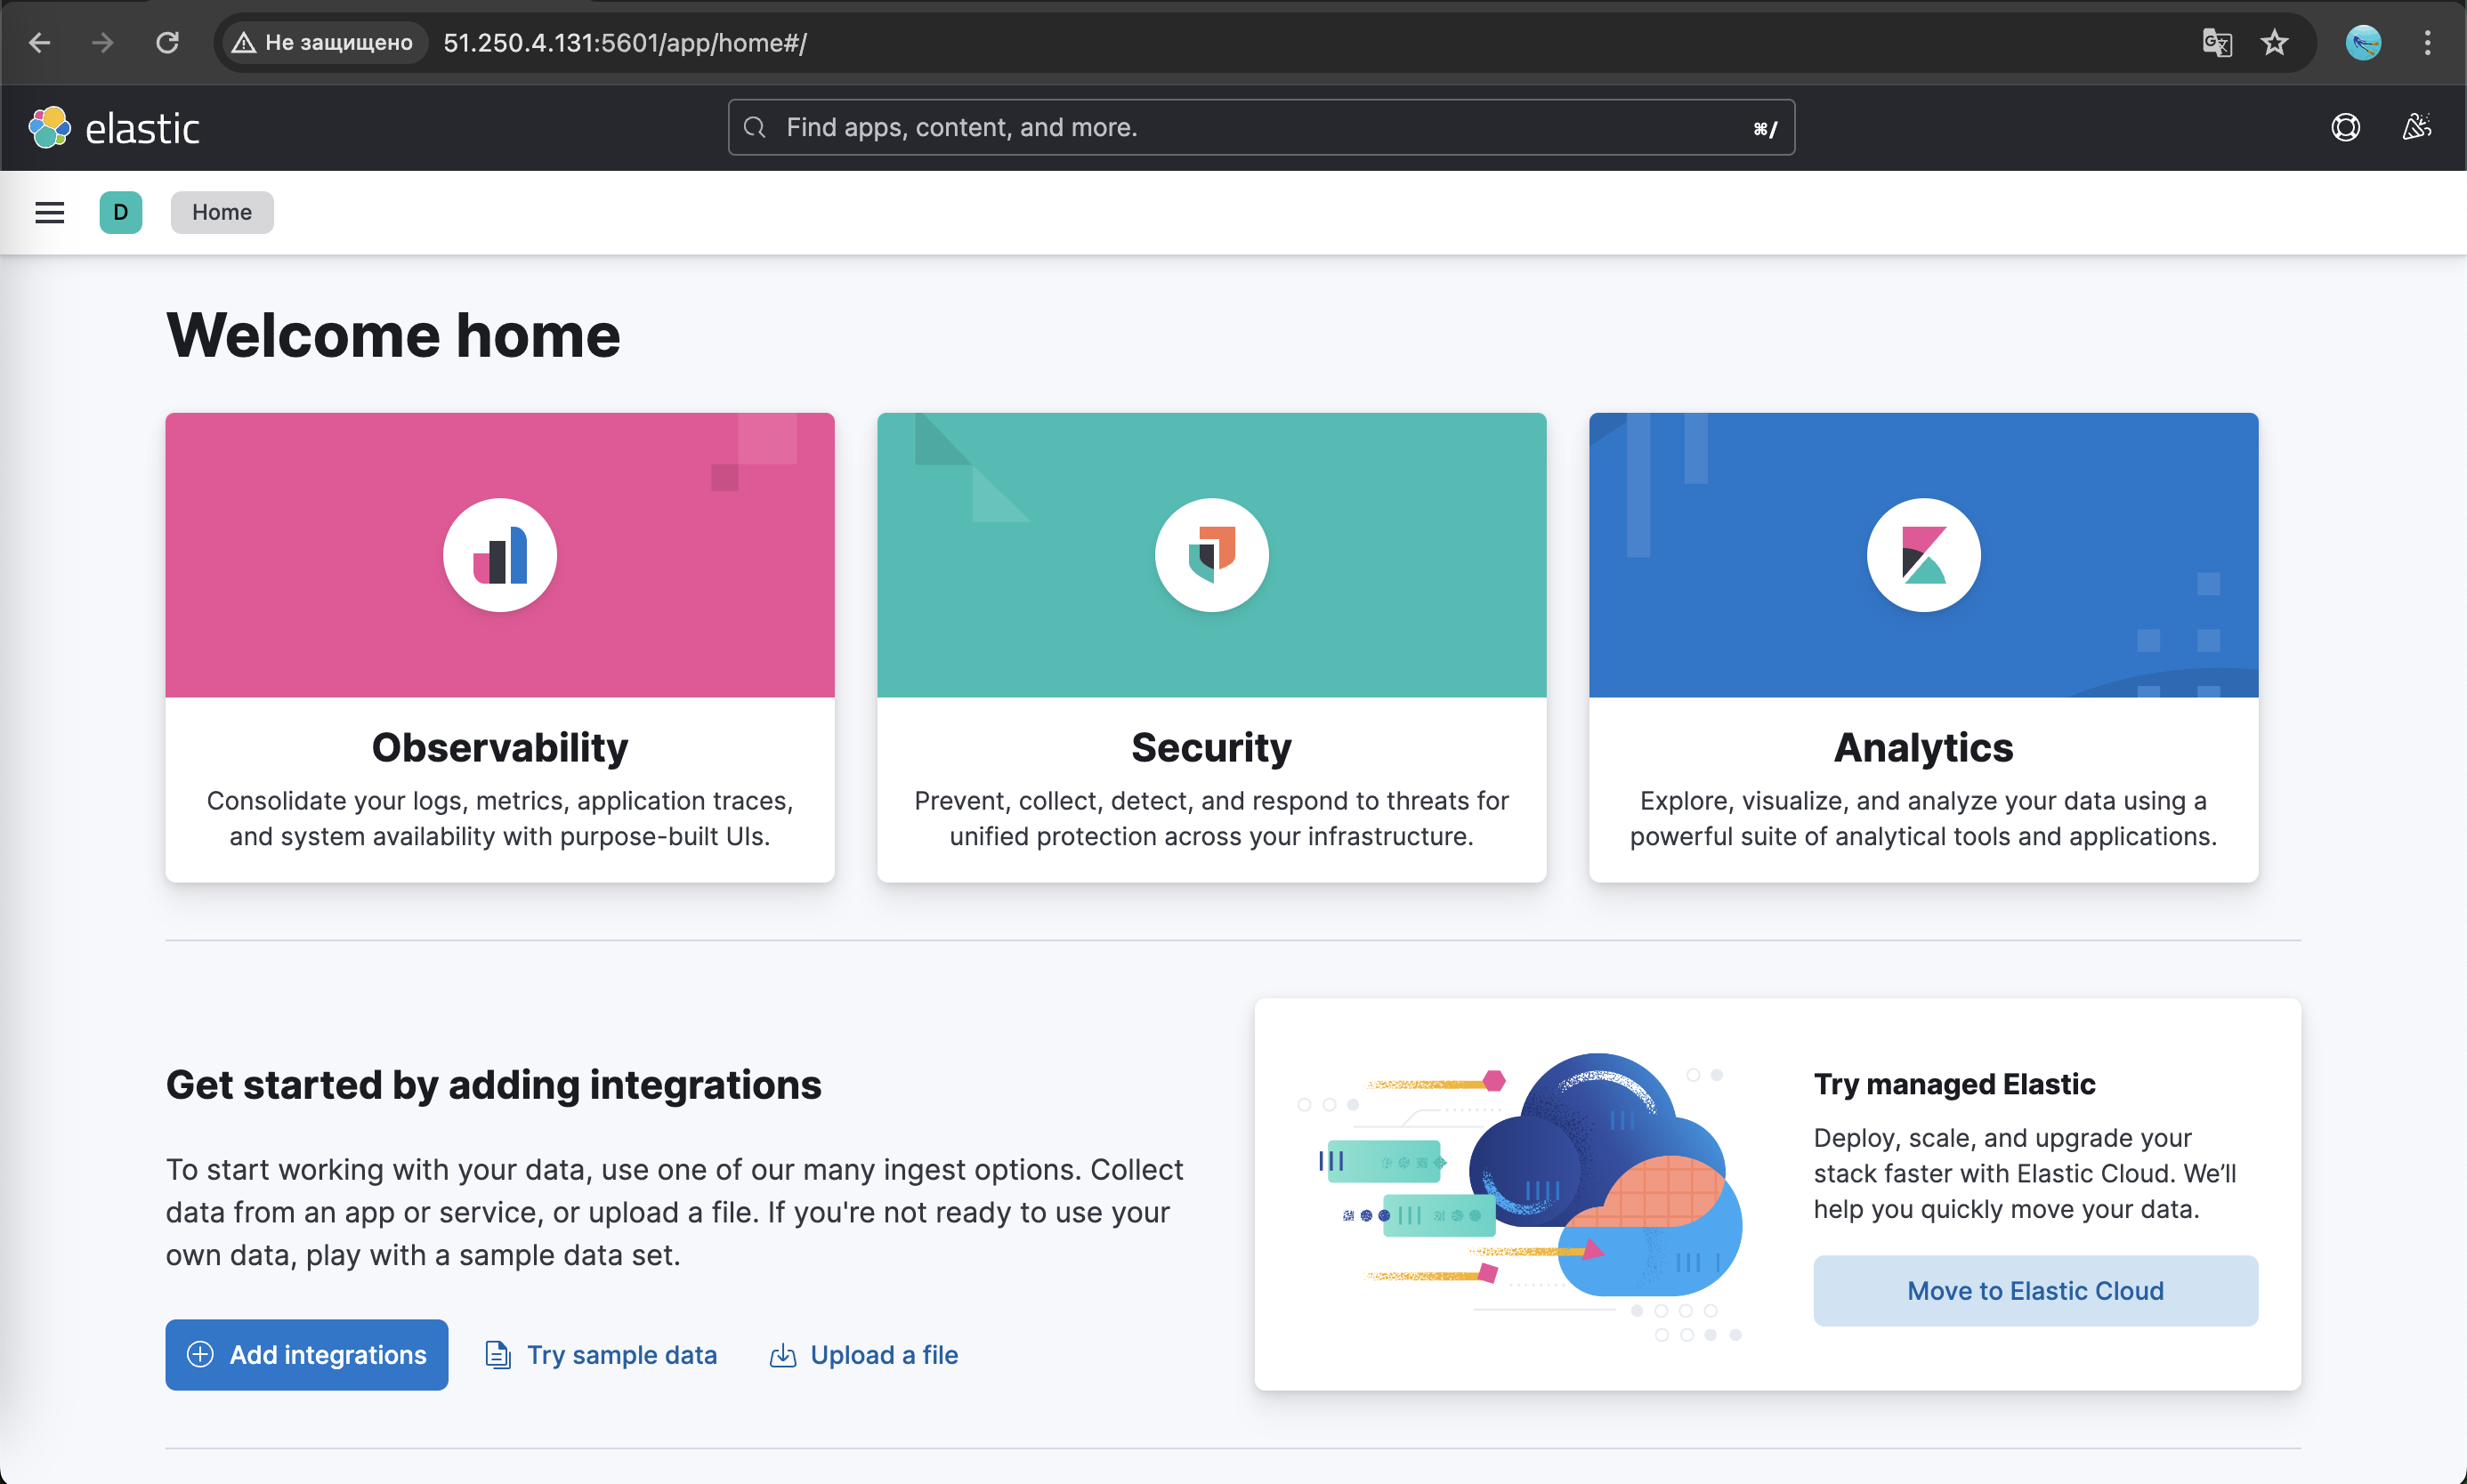 Не защищено
51.250.4.131:5601/app/home#/
elastic
Find apps, content, and more.
⌘/
D
Home
Welcome home
Observability
Consolidate your logs, metrics, application traces,
and system availability with purpose-built UIs.
Security
Prevent, collect, detect, and respond to threats for
unified protection across your infrastructure.
Analytics
Explore, visualize, and analyze your data using a
powerful suite of analytical tools and applications.
Get started by adding integrations
To start working with your data, use one of our many ingest options. Collect
data from an app or service, or upload a file. If you're not ready to use your
own data, play with a sample data set.
Add integrations
Try sample data
Upload a file
Try managed Elastic
Deploy, scale, and upgrade your
stack faster with Elastic Cloud. We’ll
help you quickly move your data.
Move to Elastic Cloud